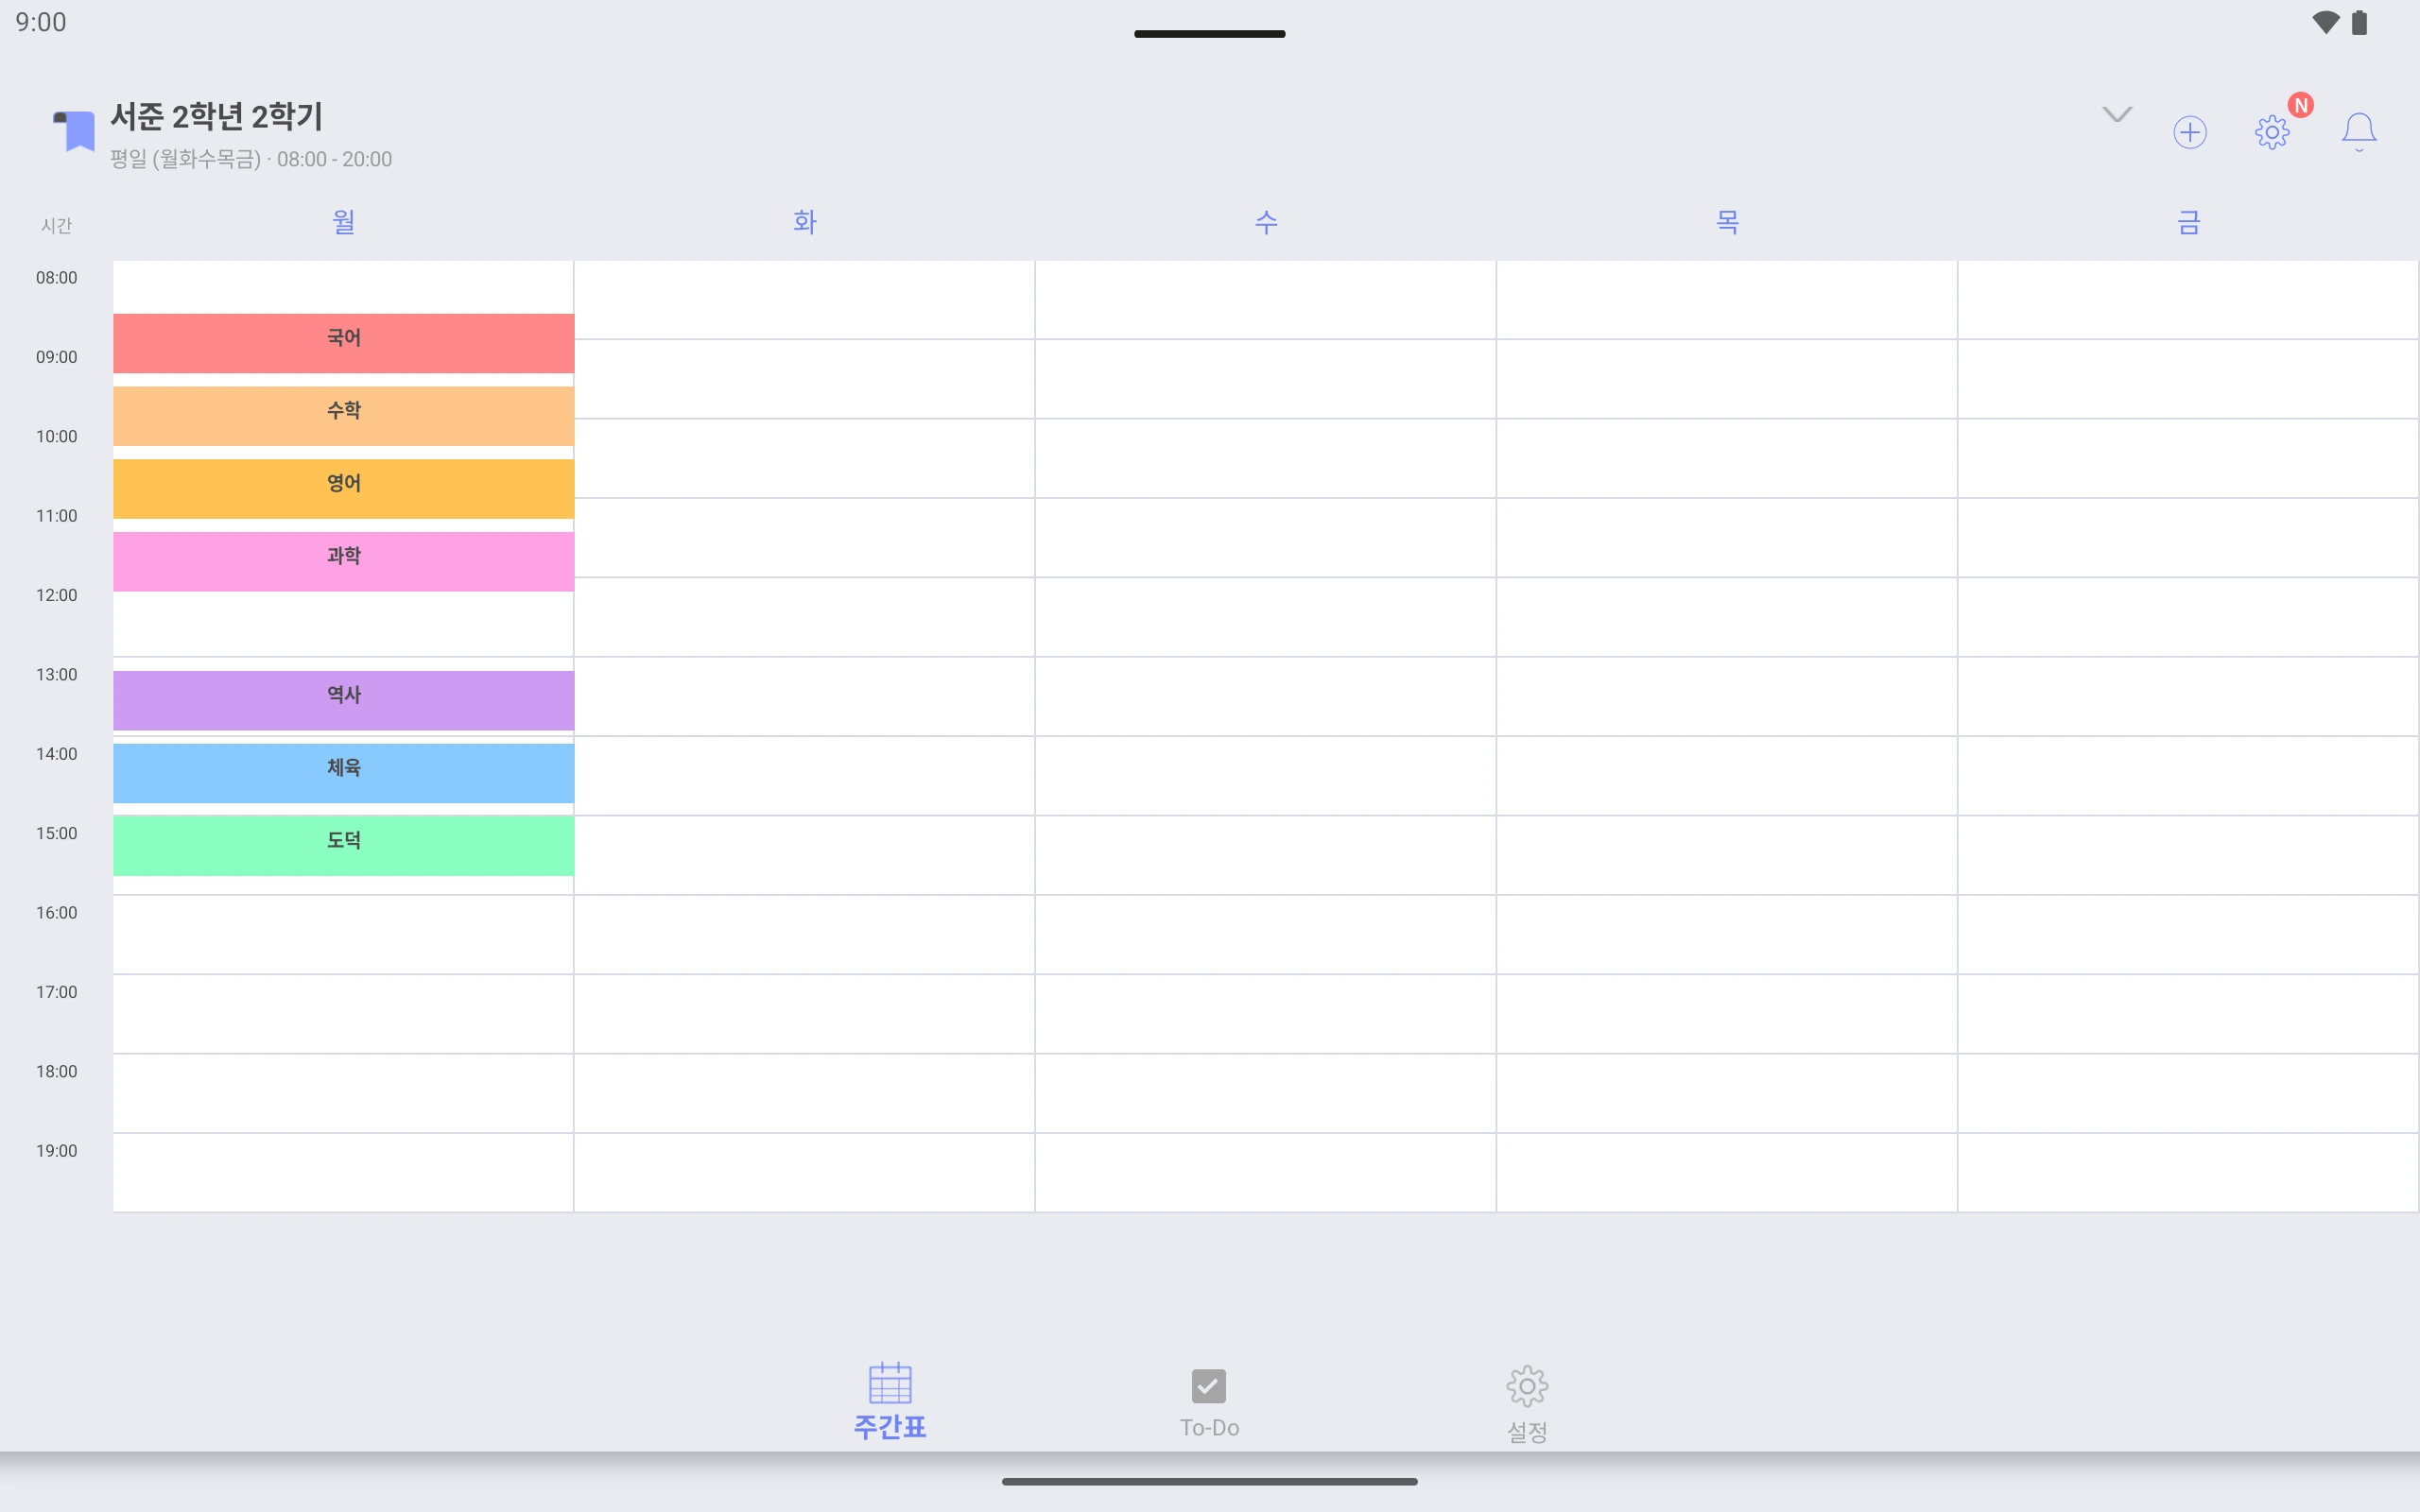 9:00
서준 2학년 2학기
평일 (월화수목금) · 08:00 - 20:00
N
시간 월 화 수 목 금
08:00
국어
09:00
수학
10:00
영어
11:00
과학
12:00
13:00
역사
14:00
체육
15:00
도덕
16:00
17:00
18:00
19:00
주간표 To-Do 설정